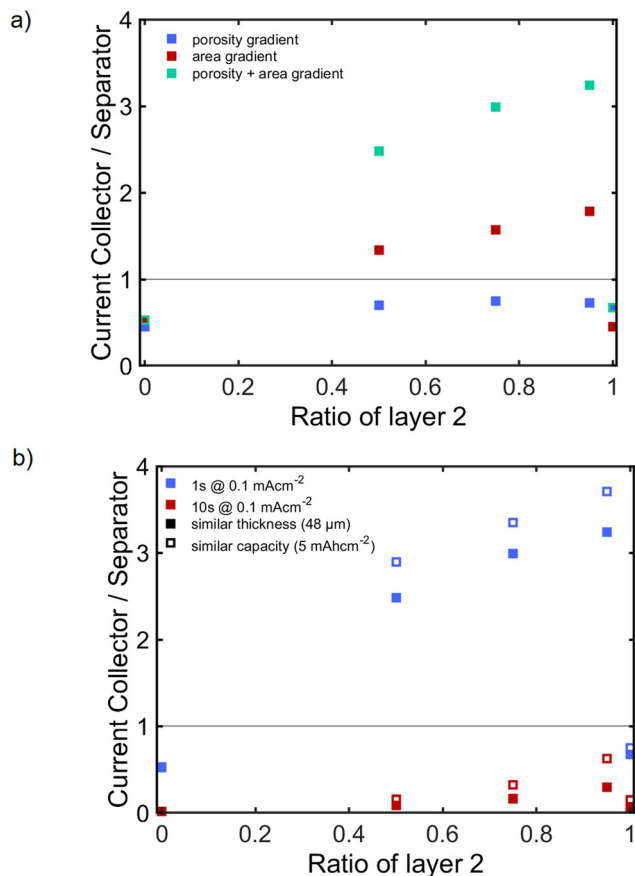 a)
4
3
2
1
0
Current Collector / Separator
porosity gradient
area gradient
porosity + area gradient
0 0.2 0.4 0.6 0.8 1
Ratio of layer 2
b)
4
3
2
1
0
Current Collector / Separator
1s @ 0.1 mAcm⁻²
10s @ 0.1 mAcm⁻²
similar thickness (48 µm)
similar capacity (5 mAhcm⁻²)
0 0.2 0.4 0.6 0.8 1
Ratio of layer 2